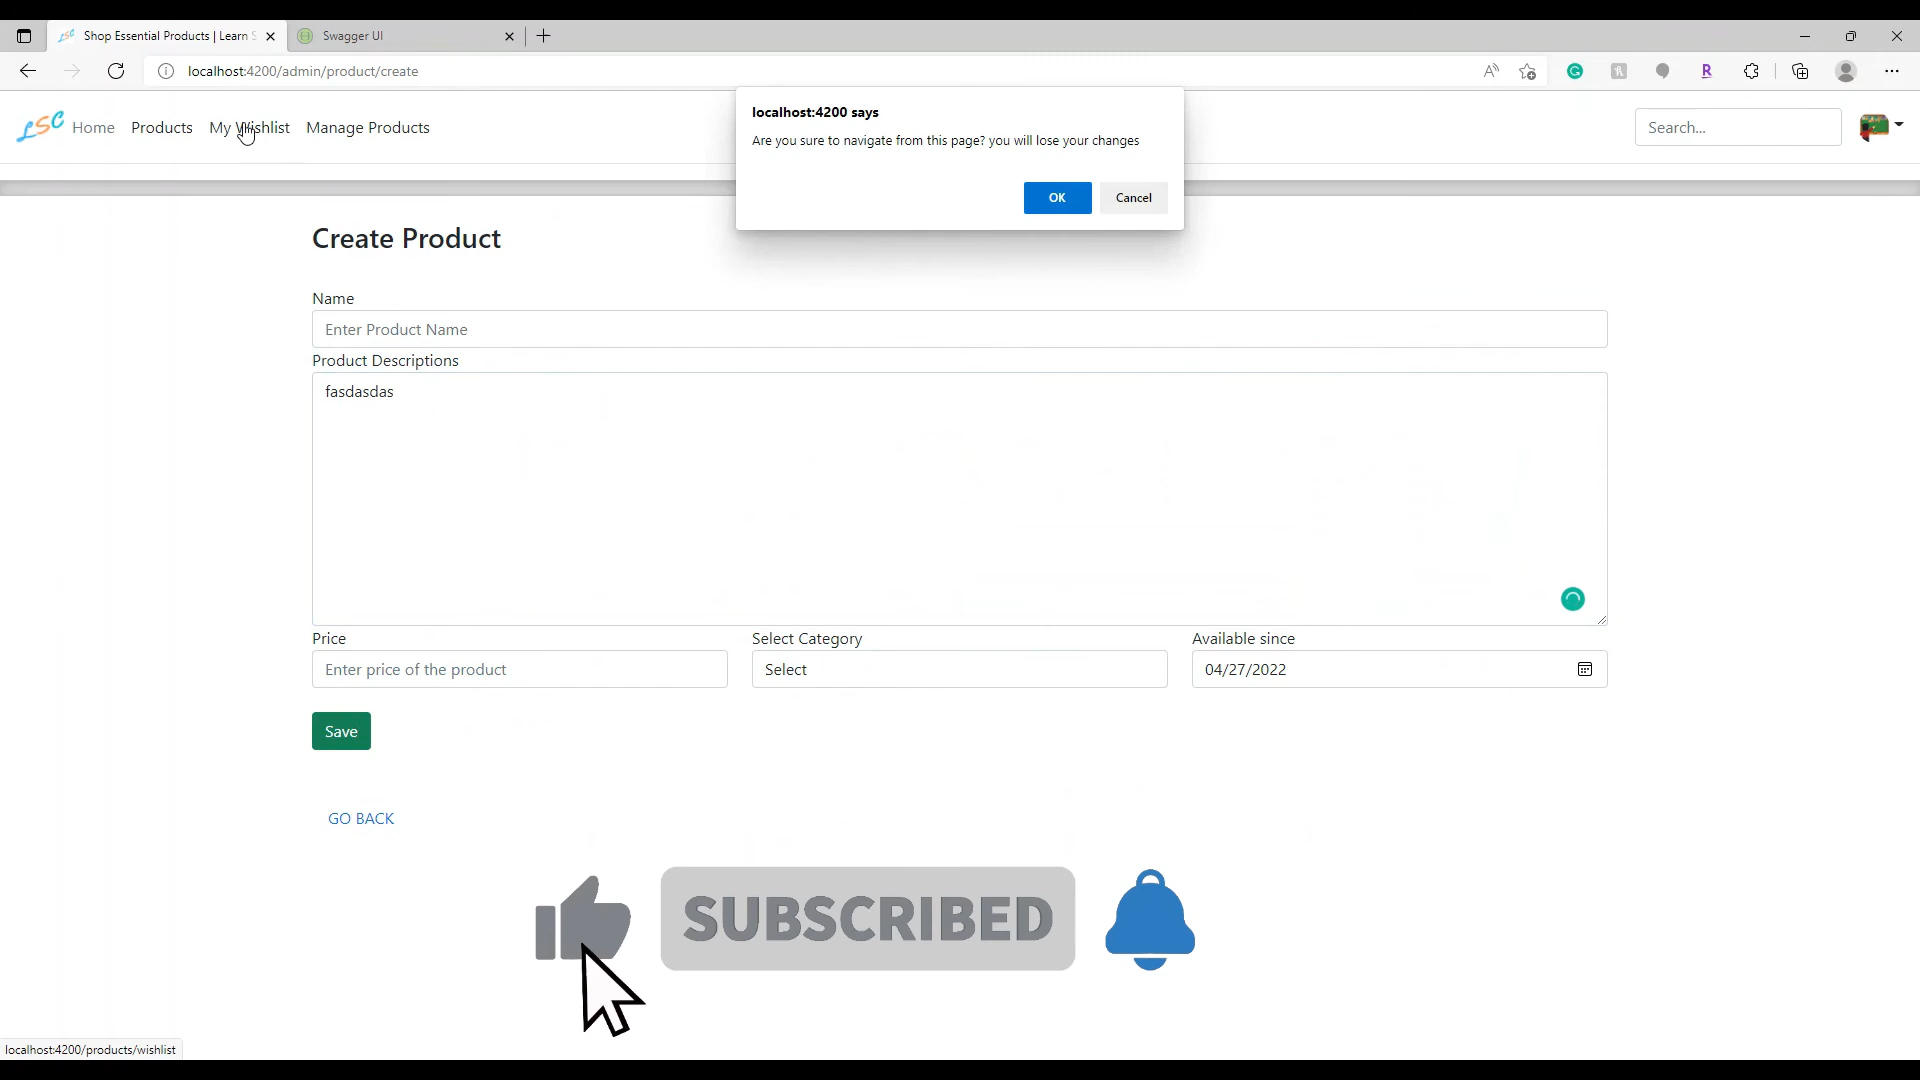 Shop Essential Products | Learn S
Swagger UI
localhost:4200/admin/product/create
LSC
Home
Products
My Wishlist
Manage Products
Search...
localhost:4200 says
Are you sure to navigate from this page? you will lose your changes
OK
Cancel
Create Product
Name
Enter Product Name
Product Descriptions
fasdasdas
Price
Select Category
Available since
Enter price of the product
Select
04/27/2022
Save
GO BACK
SUBSCRIBED
localhost:4200/products/wishlist